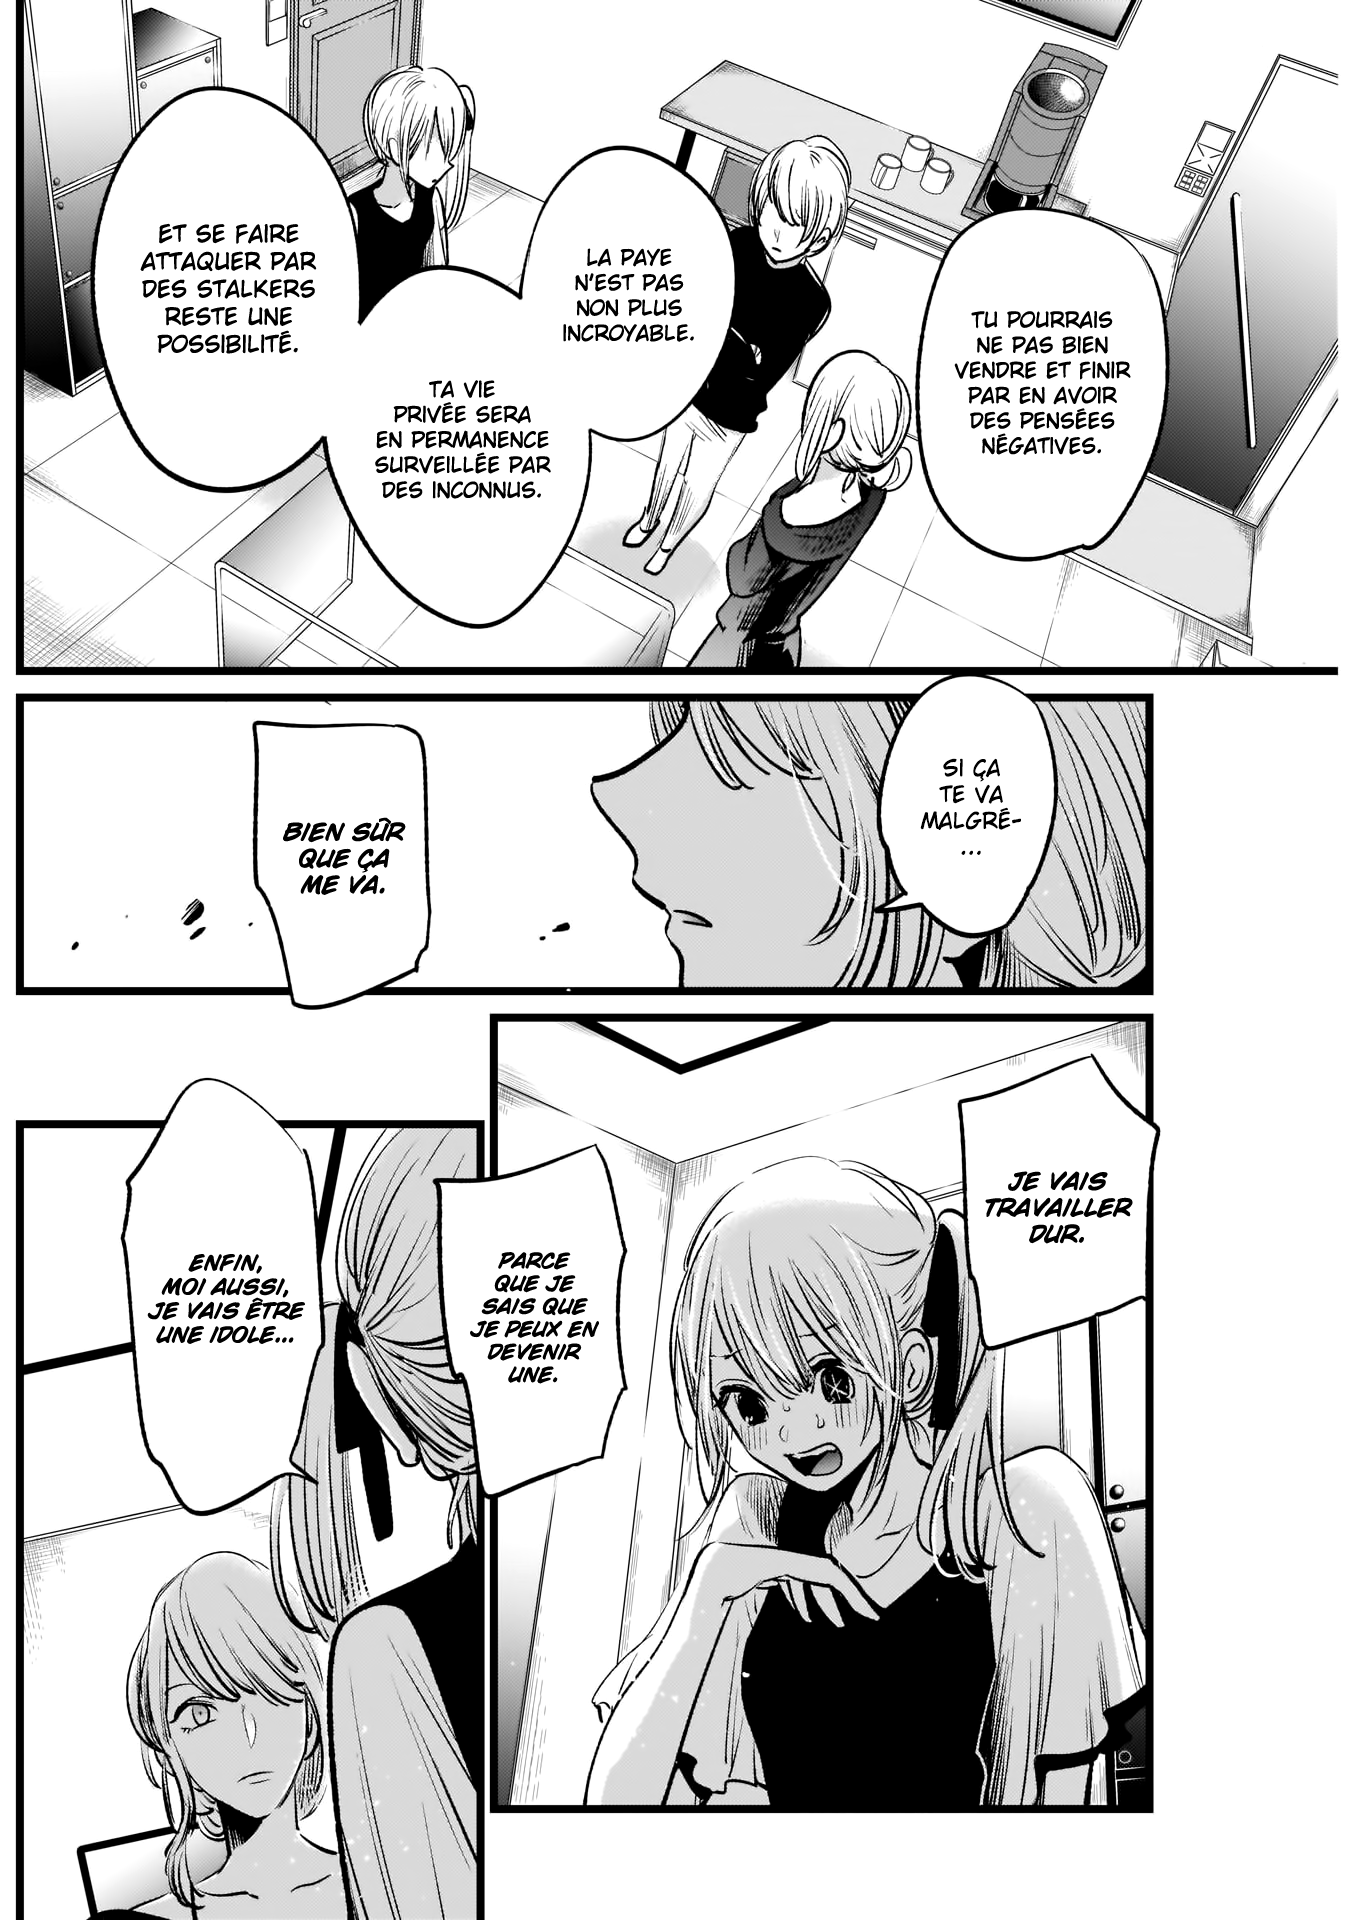 TU POURRAIS
NE PAS BIEN
VENDRE ET FINIR
PAR EN AVOIR
DES PENSÉES
NÉGATIVES.
LA PAYE
N'EST PAS
NON PLUS
INCROYABLE.
TA VIE
PRIVÉE SERA
EN PERMANENCE
SURVEILLÉE PAR
DES INCONNUS.
ET SE FAIRE
ATTAQUER PAR
DES STALKERS
RESTE UNE
POSSIBILITÉ.
SI ÇA
TE VA
MALGRÉ-
...
BIEN SÛR
QUE ÇA
ME VA.
JE VAIS
TRAVAILLER
DUR.
PARCE
QUE JE
SAIS QUE
JE PEUX EN
DEVENIR
UNE.
ENFIN,
MOI AUSSI,
JE VAIS ÊTRE
UNE IDOLE...